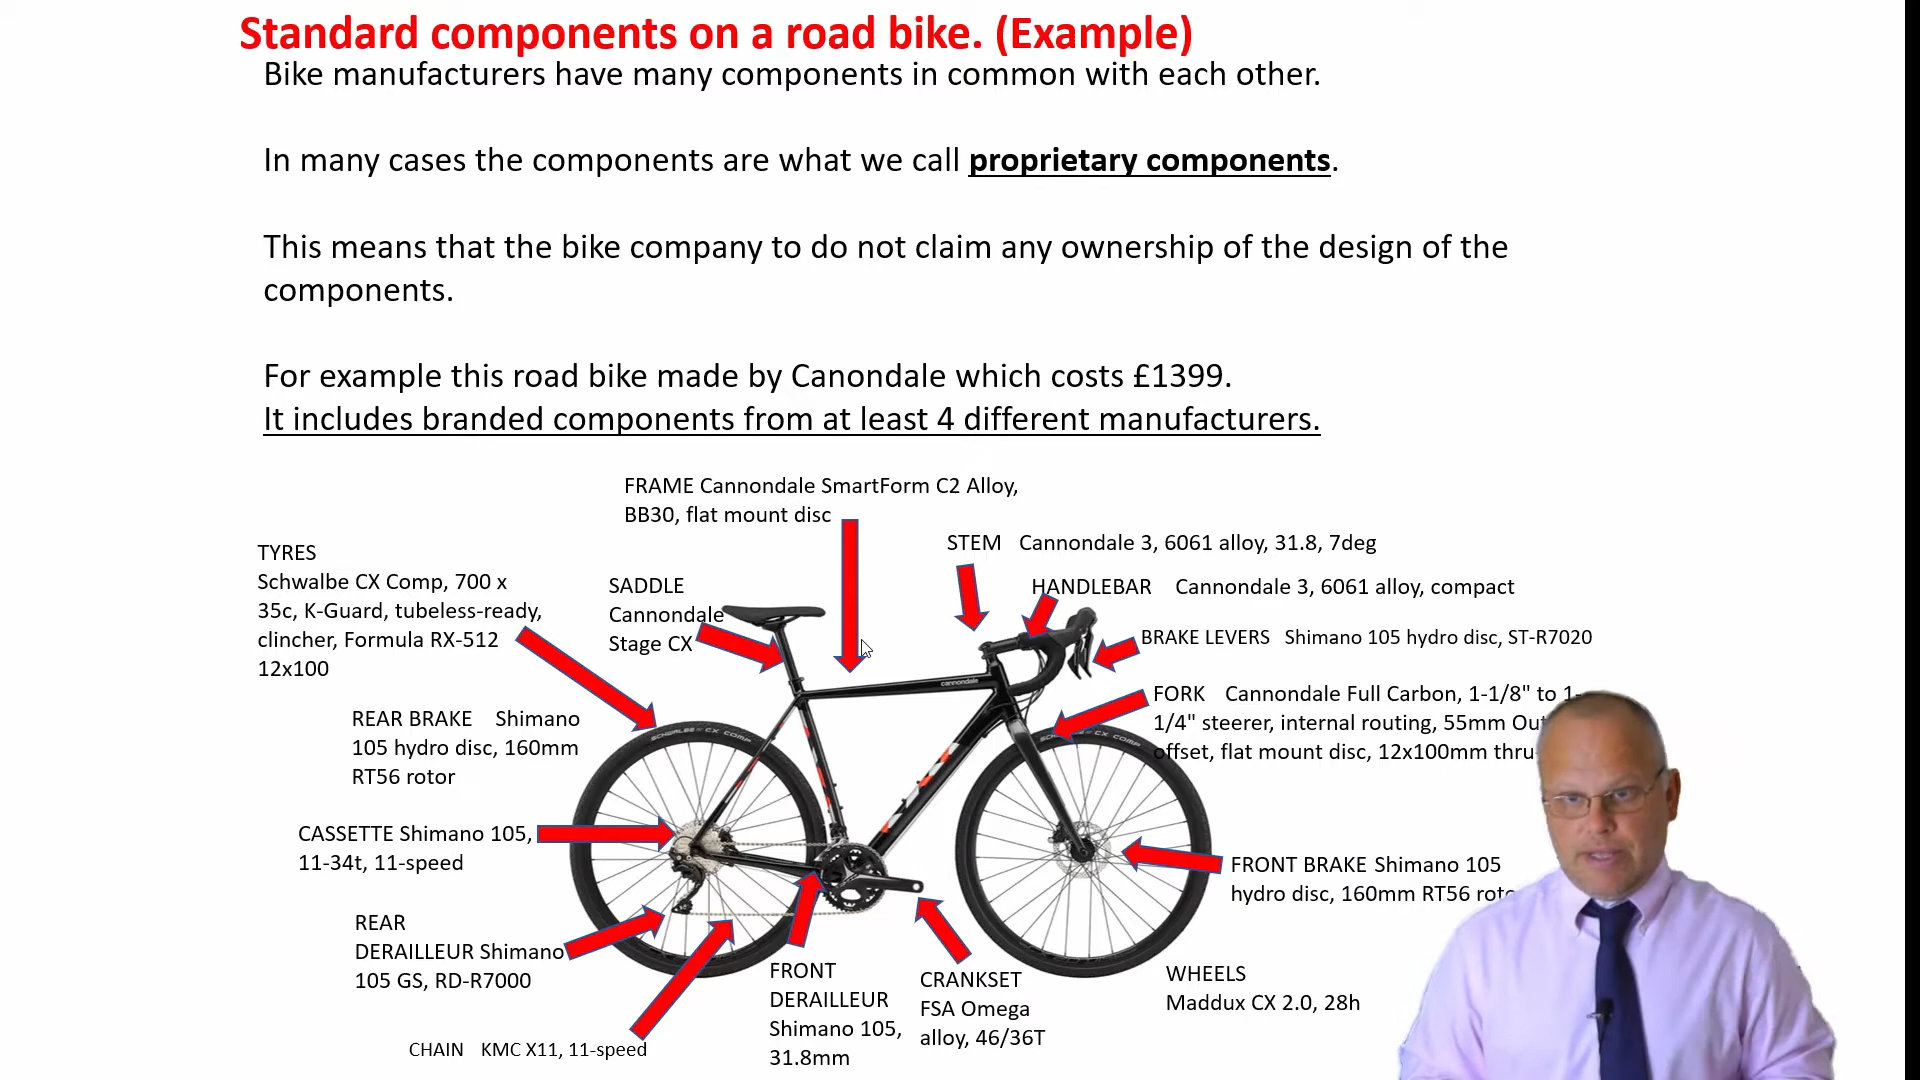 Standard components on a road bike. (Example)
Bike manufacturers have many components in common with each other.
In many cases the components are what we call proprietary components.
This means that the bike company to do not claim any ownership of the design of the
components.
For example this road bike made by Canondale which costs £1399.
It includes branded components from at least 4 different manufacturers.
FRAME Cannondale SmartForm C2 Alloy,
BB30, flat mount disc
STEM Cannondale 3, 6061 alloy, 31.8, 7deg
TYRES
Schwalbe CX Comp, 700 x
35c, K-Guard, tubeless-ready,
clincher, Formula RX-512
12x100
SADDLE
Cannondale
Stage CX
HANDLEBAR Cannondale 3, 6061 alloy, compact
BRAKE LEVERS Shimano 105 hydro disc, ST-R7020
FORK Cannondale Full Carbon, 1-1/8" to 1-
1/4" steerer, internal routing, 55mm
offset, flat mount disc, 12x100mm thru-
cannondale
SCHWALBE CX COMP
SCHWALBE CX COMP
REAR BRAKE Shimano
105 hydro disc, 160mm
RT56 rotor
CASSETTE Shimano 105,
11-34t, 11-speed
FRONT BRAKE Shimano 105
hydro disc, 160mm RT56
REAR
DERAILLEUR Shimano
105 GS, RD-R7000
FRONT
DERAILLEUR
Shimano 105,
31.8mm
CRANKSET
FSA Omega
alloy, 46/36T
WHEELS
Maddux CX 2.0, 28h
CHAIN KMC X11, 11-speed